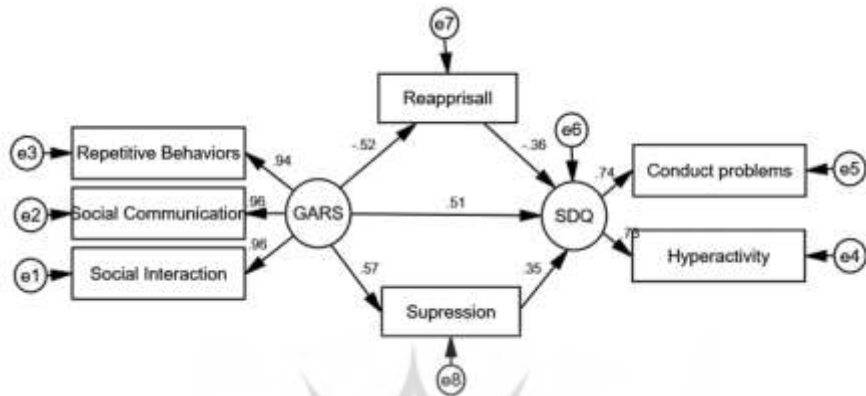 e7
Reapprisall
e6
e3
Repetitive Behaviors
.94
-.52
-.36
.74
Conduct problems
e5
e2
Social Communication
.96
GARS
.51
SDQ
e1
Social Interaction
.96
.57
.35
Hyperactivity
e4
Supression
e8